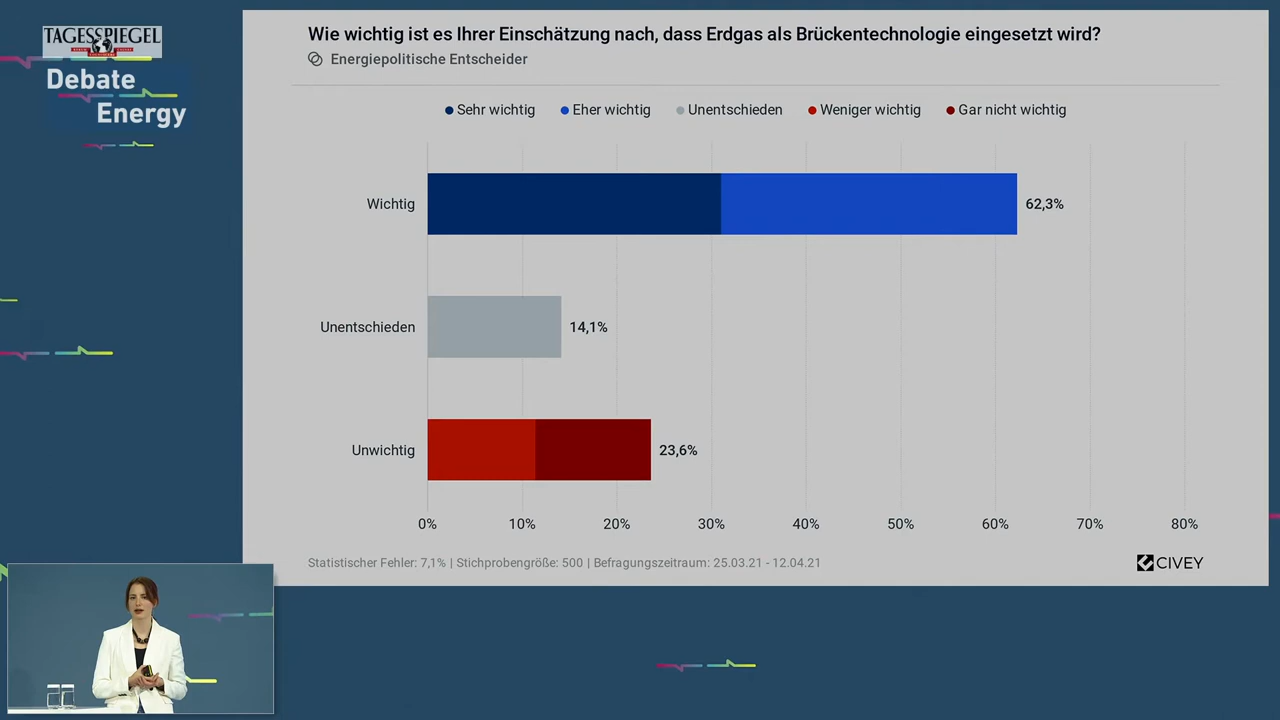 TAGESSPIEGEL
Debate
Energy
Wie wichtig ist es Ihrer Einschätzung nach, dass Erdgas als Brückentechnologie eingesetzt wird?
Energiepolitische Entscheider
Sehr wichtig Eher wichtig Unentschieden Weniger wichtig Gar nicht wichtig
Wichtig 62,3%
Unentschieden 14,1%
Unwichtig 23,6%
0% 10% 20% 30% 40% 50% 60% 70% 80%
Statistischer Fehler: 7,1% | Stichprobengröße: 500 | Befragungszeitraum: 25.03.21 - 12.04.21
CIVEY